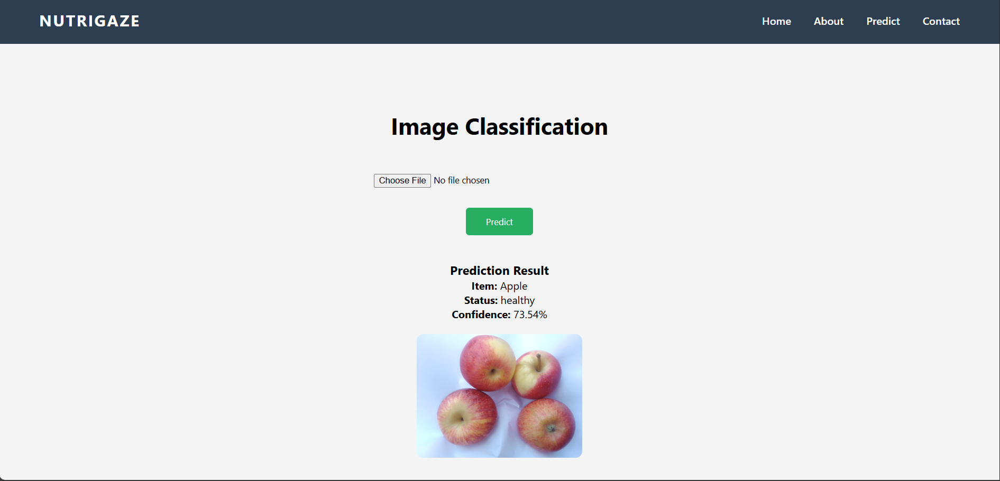 NUTRIGAZE
Home About Predict Contact
Image Classification
Choose File No file chosen
Predict
Prediction Result
Item: Apple
Status: healthy
Confidence: 73.54%